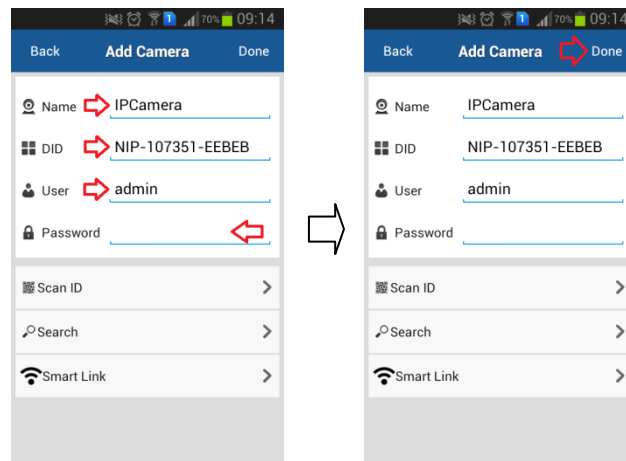 1 70% 09:14
Back Add Camera Done
Name IPCamera
DID NIP-107351-EEBEB
User admin
Password
Scan ID
Search
Smart Link
1 70% 09:14
Back Add Camera Done
Name IPCamera
DID NIP-107351-EEBEB
User admin
Password
Scan ID
Search
Smart Link